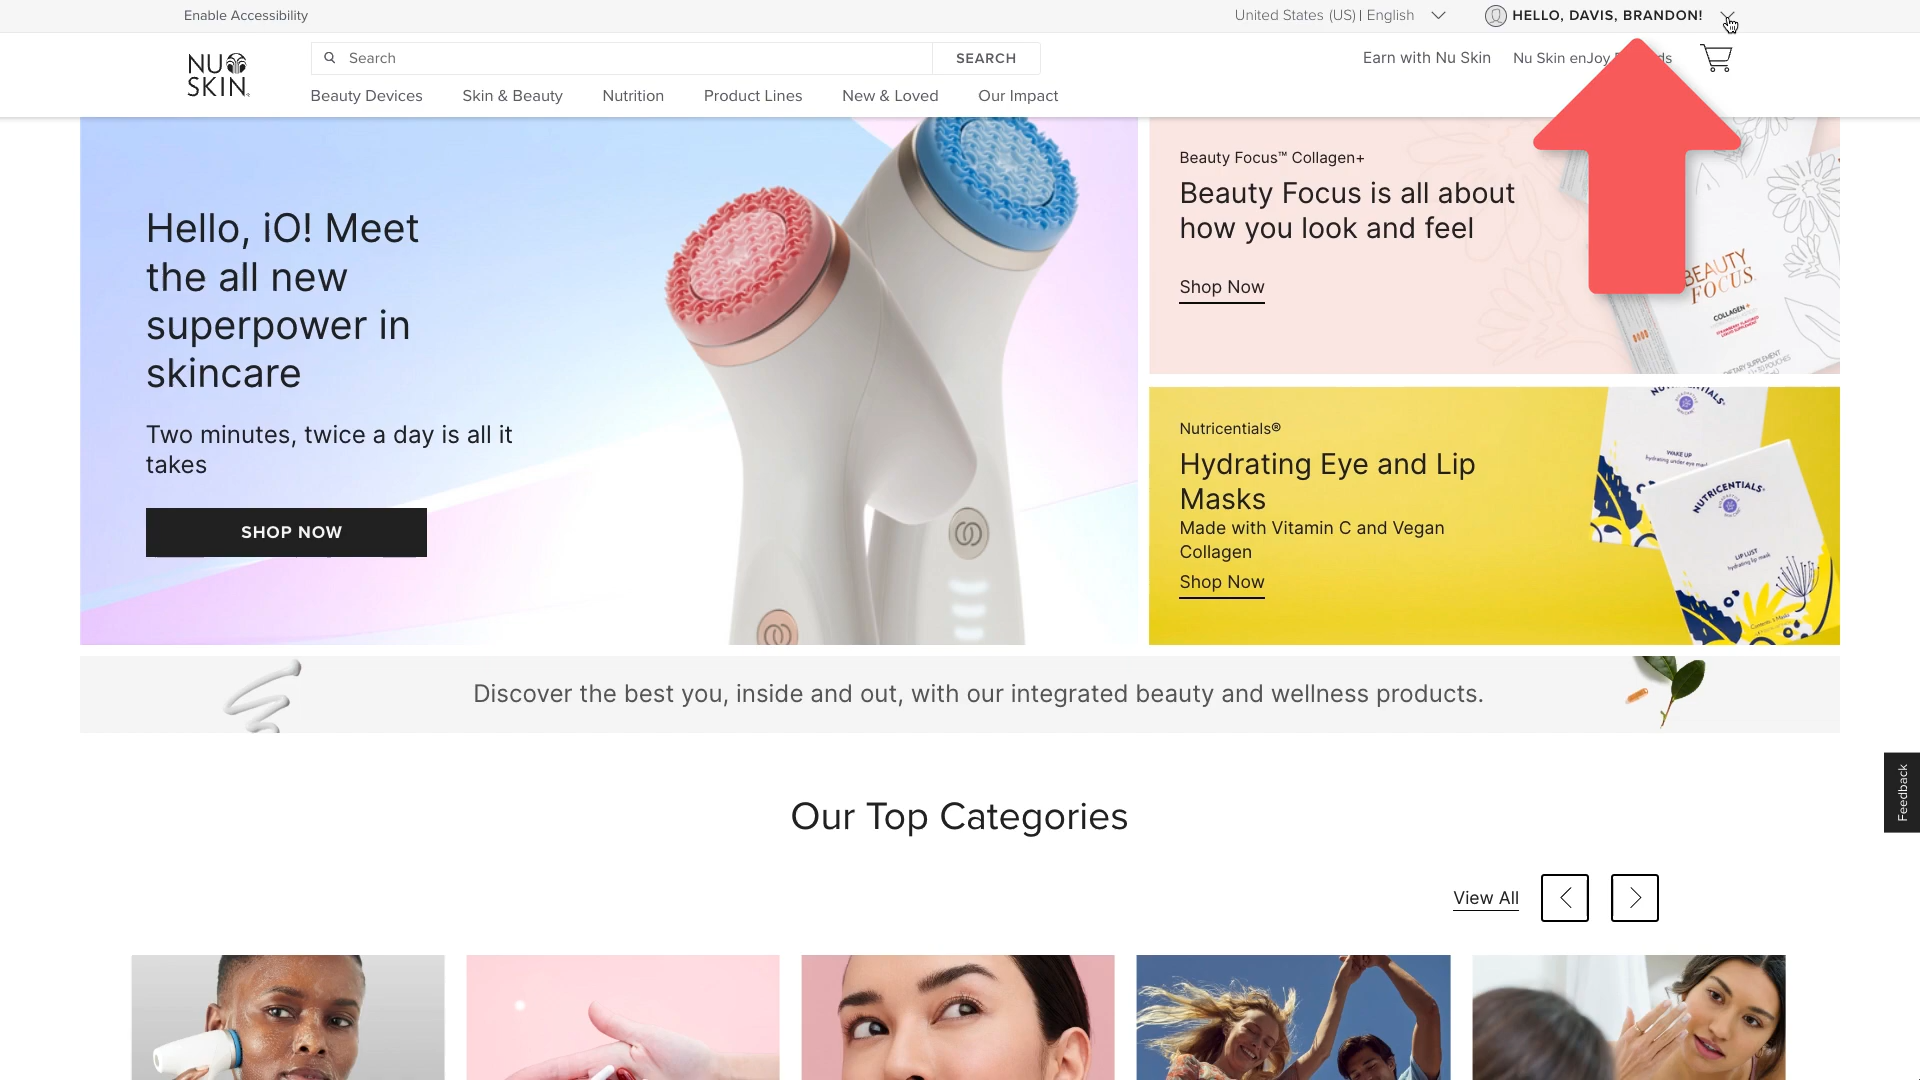 Enable Accessibility
United States (US) | English
HELLO, DAVIS, BRANDON!
NU SKIN
Search
SEARCH
Earn with Nu Skin
Nu Skin enJoy
Beauty Devices
Skin & Beauty
Nutrition
Product Lines
New & Loved
Our Impact
Hello, iO! Meet
the all new
superpower in
skincare
Two minutes, twice a day is all it
takes
SHOP NOW
Beauty Focus™ Collagen+
Beauty Focus is all about
how you look and feel
Shop Now
BEAUTY
FOCUS
COLLAGEN+
Nutricentials®
Hydrating Eye and Lip
Masks
Made with Vitamin C and Vegan
Collagen
Shop Now
WAKE UP
NUTRICENTIALS
LIP LUST
hydrating lip mask
Discover the best you, inside and out, with our integrated beauty and wellness products.
Feedback
Our Top Categories
View All